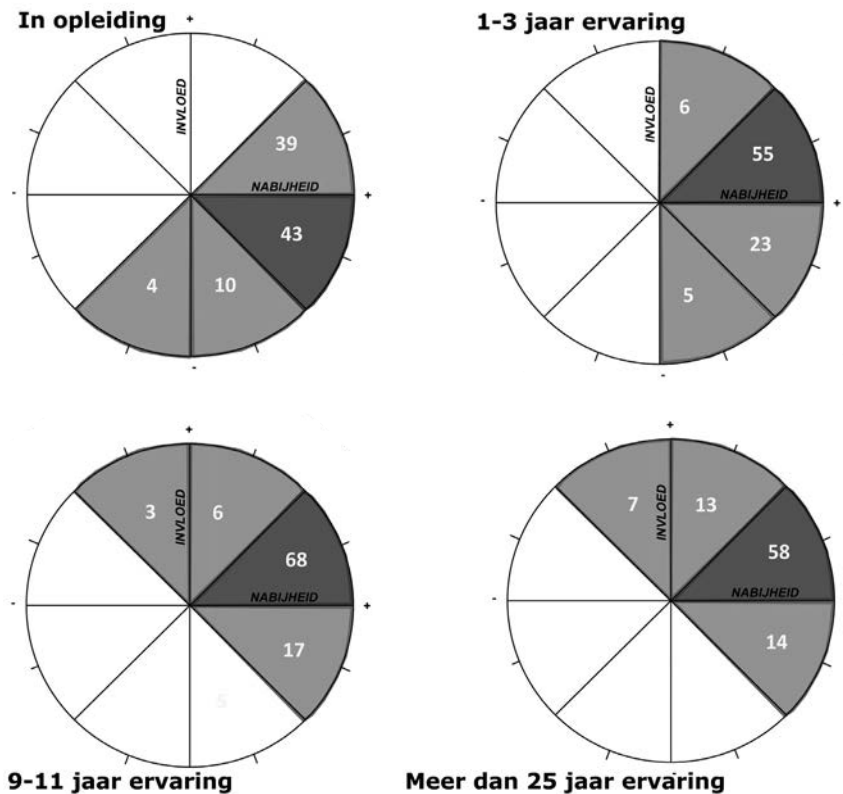 In opleiding
+
INVLOED
39
-
NABIJHEID
+
43
4
10
-
1-3 jaar ervaring
INVLOED
6
55
-
NABIJHEID
+
23
5
-
+
INVLOED
3
6
68
-
NABIJHEID
+
17
5
9-11 jaar ervaring
+
INVLOED
7
13
58
-
NABIJHEID
14
Meer dan 25 jaar ervaring